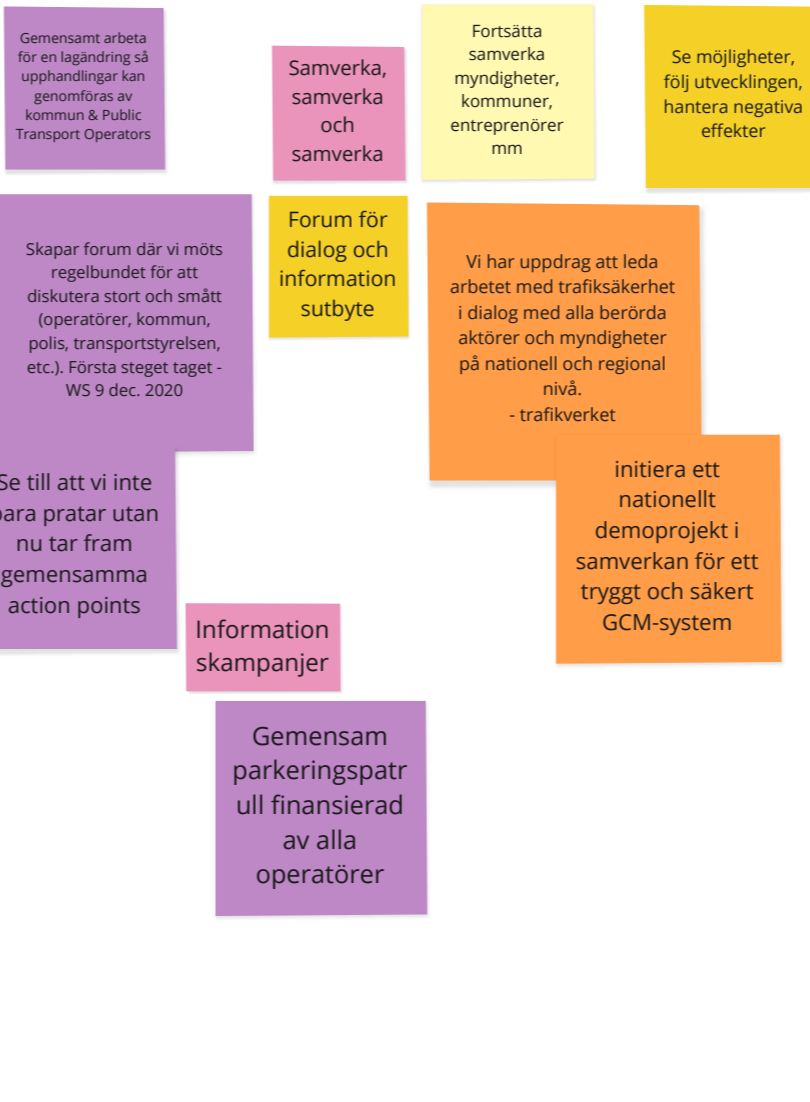 Gemensamt arbeta
för en lagändring så
upphandlingar kan
genomföras av
kommun & Public
Transport Operators
Samverka,
samverka
och
samverka
Fortsätta
samverka
myndigheter,
kommuner,
entreprenörer
mm
Se möjligheter,
följ utvecklingen,
hantera negativa
effekter
Skapar forum där vi möts
regelbundet för att
diskutera stort och smått
(operatörer, kommun,
polis, transportstyrelsen,
etc.). Första steget taget -
WS 9 dec. 2020
Forum för
dialog och
information
sutbyte
Vi har uppdrag att leda
arbetet med trafiksäkerhet
i dialog med alla berörda
aktörer och myndigheter
på nationell och regional
nivå.
- trafikverket
Se till att vi inte
bara pratar utan
nu tar fram
gemensamma
action points
initiera ett
nationellt
demoprojekt i
samverkan för ett
tryggt och säkert
GCM-system
Information
skampanjer
Gemensam
parkeringspatr
ull finansierad
av alla
operatörer